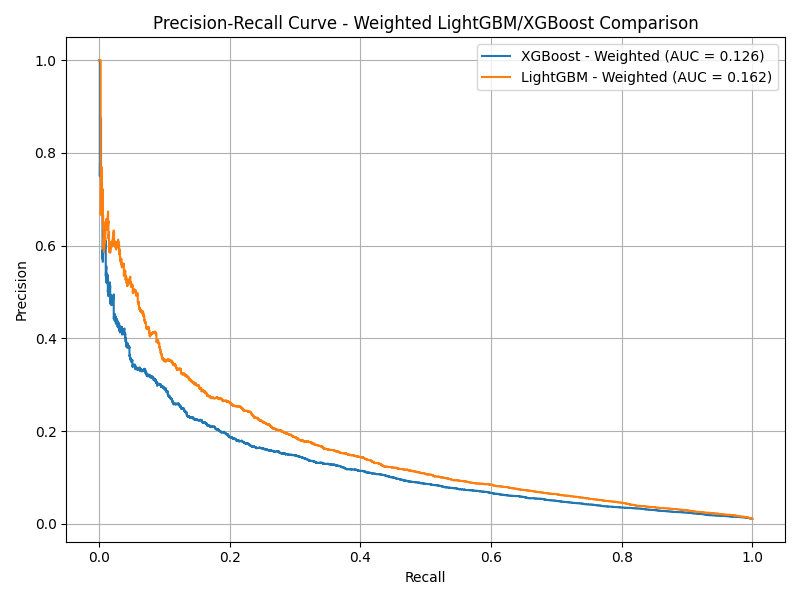 Precision-Recall Curve - Weighted LightGBM/XGBoost Comparison
XGBoost - Weighted (AUC = 0.126)
LightGBM - Weighted (AUC = 0.162)
Precision
1.0
0.8
0.6
0.4
0.2
0.0
0.0 0.2 0.4 0.6 0.8 1.0
Recall